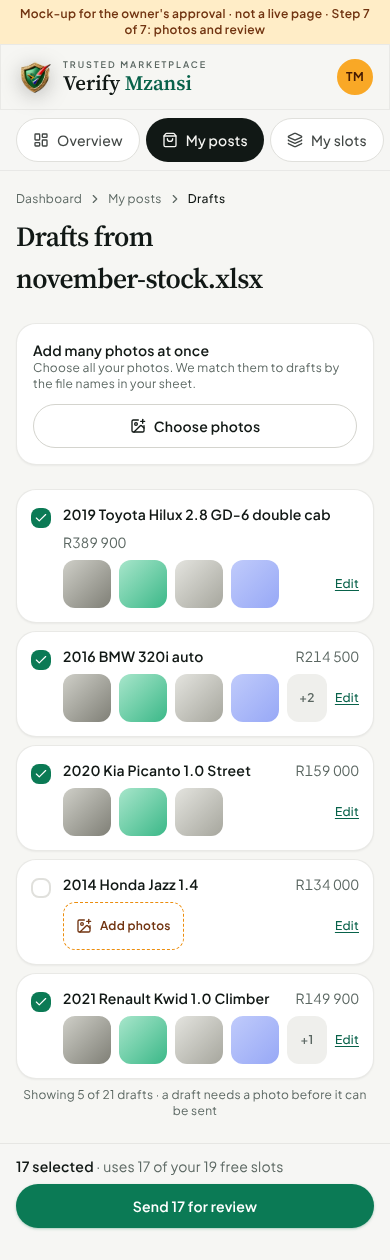 Mock-up for the owner's approval · not a live page · Step 7
of 7: photos and review
TRUSTED MARKETPLACE
Verify Mzansi
TM
Overview
My posts
My slots
Dashboard > My posts > Drafts
Drafts from
november-stock.xlsx
Add many photos at once
Choose all your photos. We match them to drafts by
the file names in your sheet.
Choose photos
2019 Toyota Hilux 2.8 GD-6 double cab
R389 900
Edit
2016 BMW 320i auto
R214 500
+2
Edit
2020 Kia Picanto 1.0 Street
R159 000
Edit
2014 Honda Jazz 1.4
R134 000
Add photos
Edit
2021 Renault Kwid 1.0 Climber
R149 900
+1
Edit
Showing 5 of 21 drafts · a draft needs a photo before it can
be sent
17 selected · uses 17 of your 19 free slots
Send 17 for review